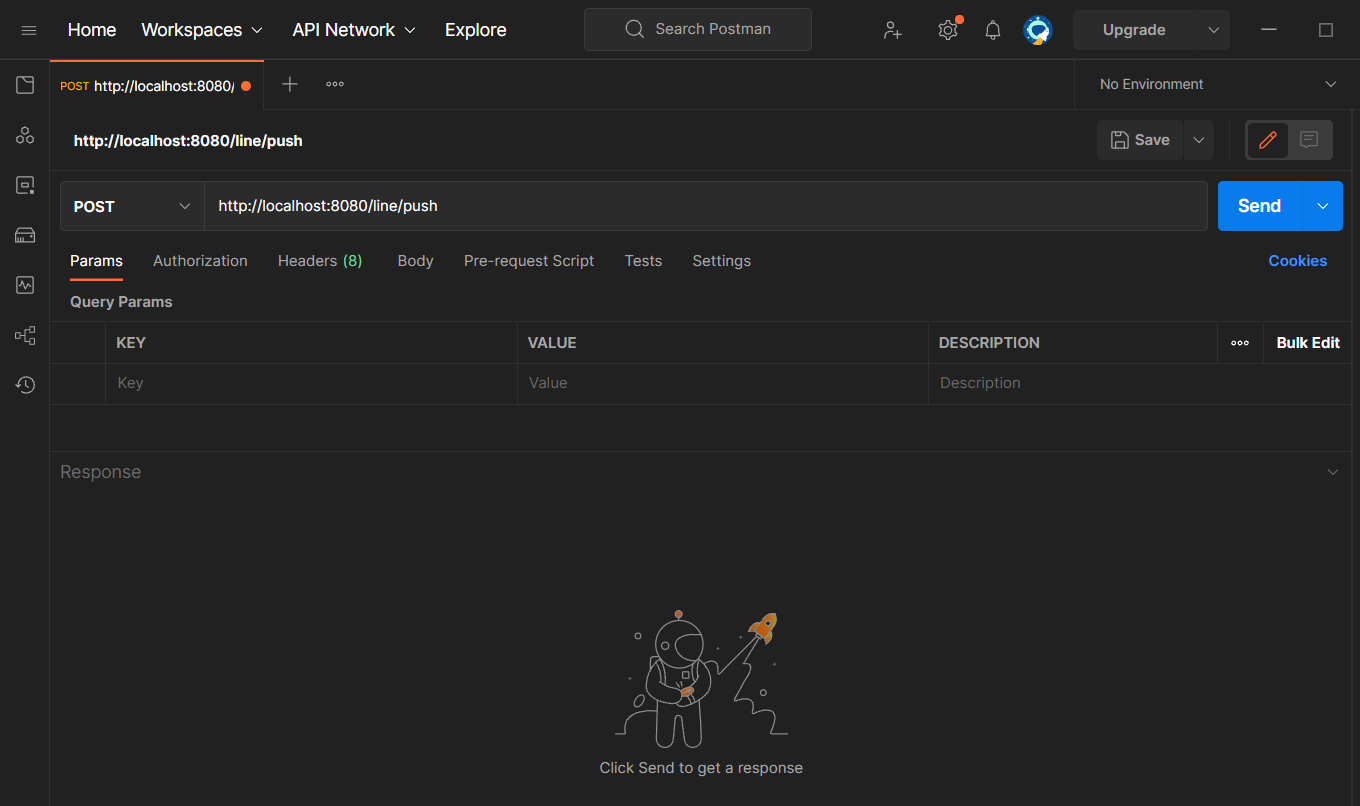 Home Workspaces API Network Explore Search Postman Upgrade
POST http://localhost:8080/ No Environment
http://localhost:8080/line/push Save
POST http://localhost:8080/line/push Send
Params Authorization Headers (8) Body Pre-request Script Tests Settings Cookies
Query Params
KEY VALUE DESCRIPTION Bulk Edit
Key Value Description
Response
Click Send to get a response